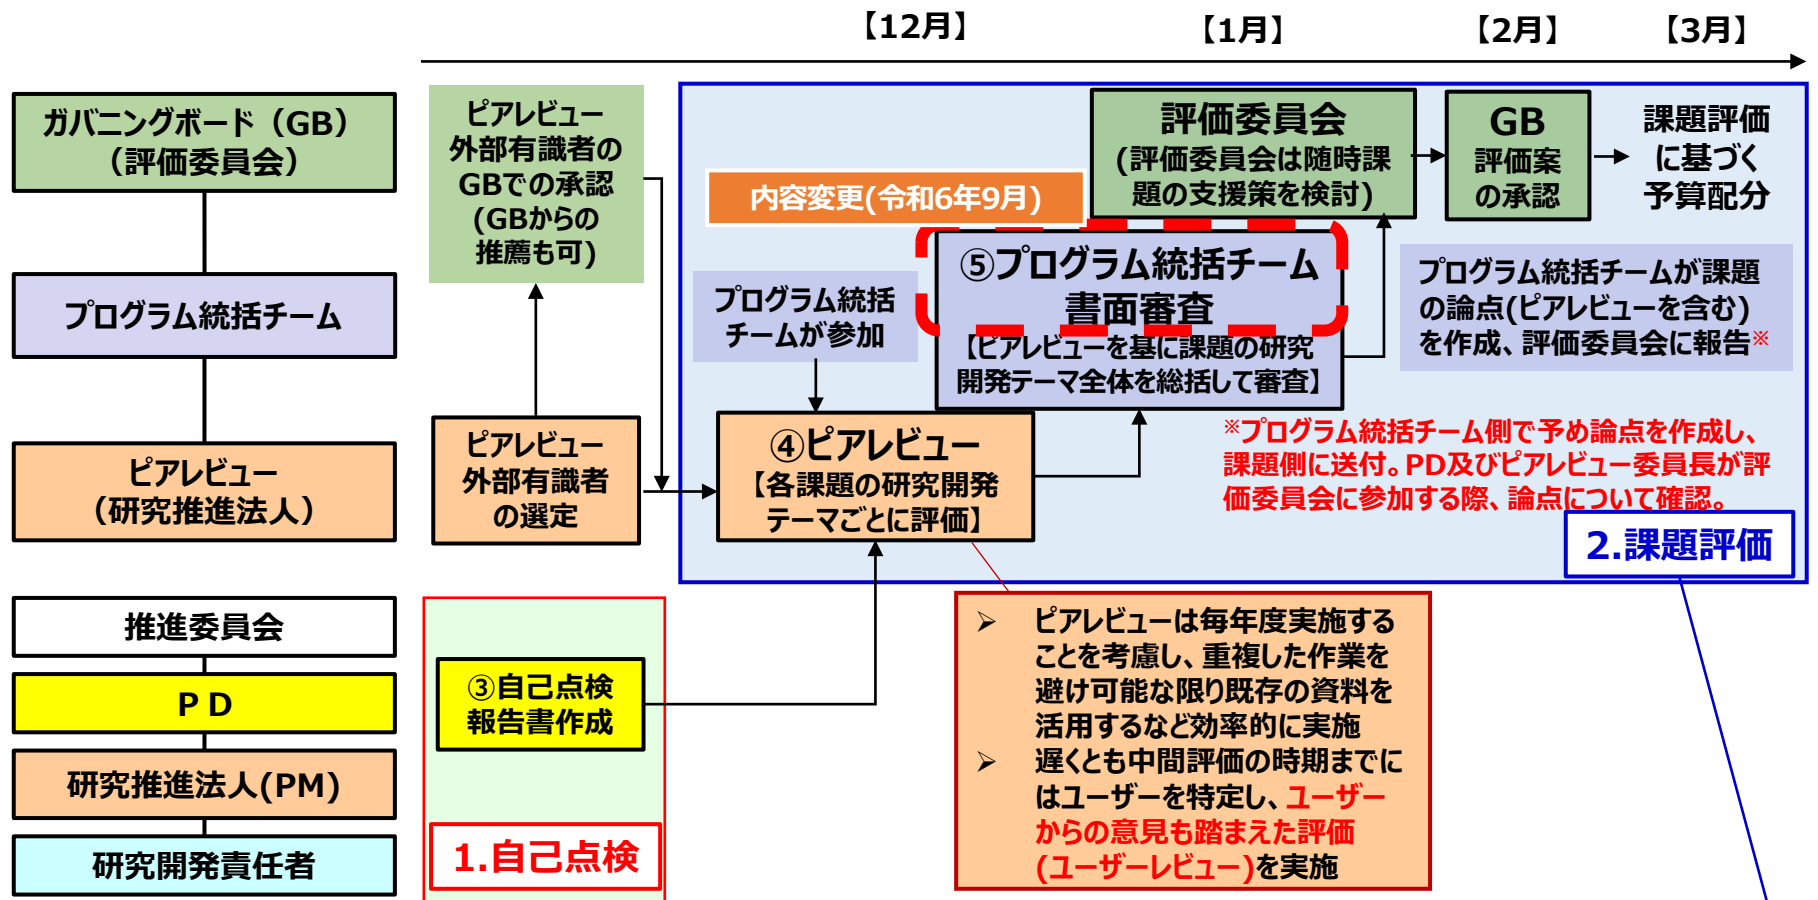 【12月】
【1月】
【2月】
【3月】
ガバニングボード（GB）
（評価委員会）
プログラム統括チーム
ピアレビュー
（研究推進法人）
推進委員会
ＰＤ
研究推進法人(PM)
研究開発責任者
ピアレビュー
外部有識者の
GBでの承認
(GBからの
推薦も可)
ピアレビュー
外部有識者
の選定
③自己点検
報告書作成
1.自己点検
内容変更(令和6年9月)
プログラム統括
チームが参加
④ピアレビュー
【各課題の研究開発
テーマごとに評価】
⑤プログラム統括チーム
書面審査
【ピアレビューを基に課題の研究
開発テーマ全体を総括して審査】
評価委員会
(評価委員会は随時課
題の支援策を検討)
GB
評価案
の承認
課題評価
に基づく
予算配分
プログラム統括チームが課題
の論点(ピアレビューを含む)
を作成、評価委員会に報告※
※プログラム統括チーム側で予め論点を作成し、
課題側に送付。PD及びピアレビュー委員長が評
価委員会に参加する際、論点について確認。
2.課題評価
➢ ピアレビューは毎年度実施する
ことを考慮し、重複した作業を
避け可能な限り既存の資料を
活用するなど効率的に実施
➢ 遅くとも中間評価の時期までに
はユーザーを特定し、ユーザー
からの意見も踏まえた評価
(ユーザーレビュー)を実施